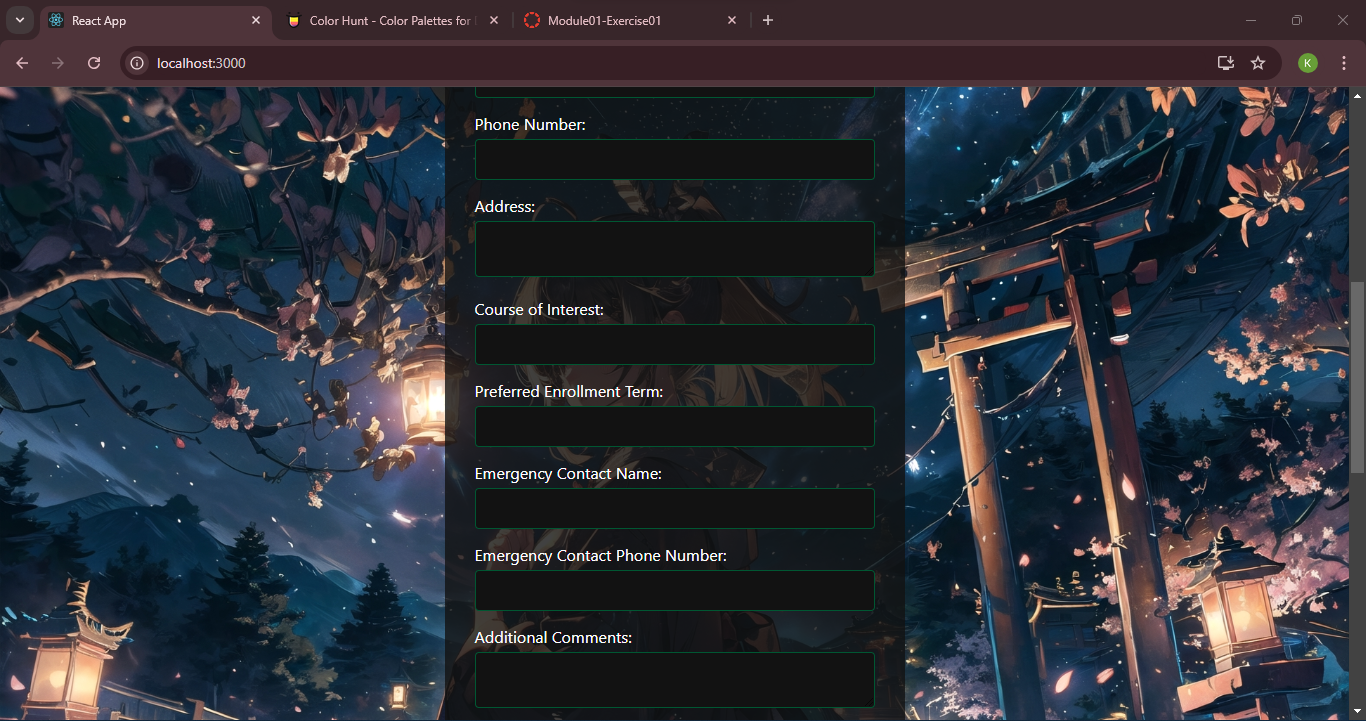 React App
Color Hunt - Color Palettes for
Module01-Exercise01
localhost:3000
K
Phone Number:
Address:
Course of Interest:
Preferred Enrollment Term:
Emergency Contact Name:
Emergency Contact Phone Number:
Additional Comments: